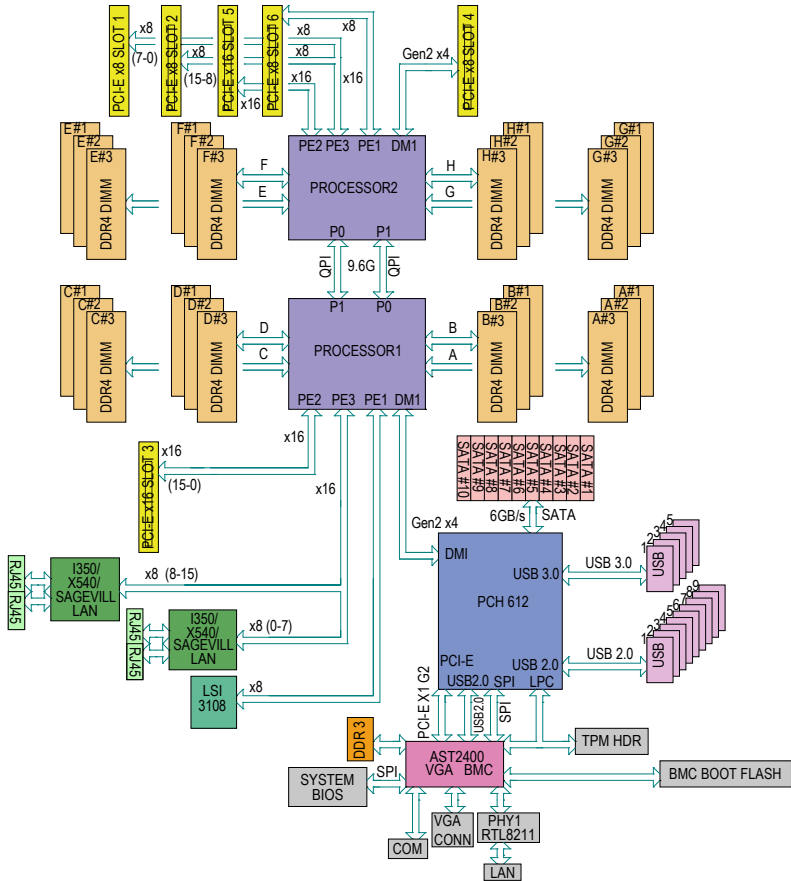 PCI-E x8 SLOT 1
PCI-E x8 SLOT 2
PCI-E x16 SLOT 5
PCI-E x8 SLOT 6
PCI-E x8 SLOT 4
x8
(7-0)
x8
(15-8)
x16
x8
x8
x16
x8
x16
Gen2 x4
E#1
E#2
E#3
DDR4 DIMM
F#1
F#2
F#3
DDR4 DIMM
F
E
PE2 PE3 PE1 DM1
PROCESSOR2
P0 P1
H
G
H#1
H#2
H#3
DDR4 DIMM
G#1
G#2
G#3
DDR4 DIMM
QPI
9.6G
QPI
C#1
C#2
C#3
DDR4 DIMM
D#1
D#2
D#3
DDR4 DIMM
D
C
P1 P0
PROCESSOR1
PE2 PE3 PE1 DM1
B
A
B#1
B#2
B#3
DDR4 DIMM
A#1
A#2
A#3
DDR4 DIMM
PCI-E x16 SLOT 3
x16
(15-0)
x16
x16
SATA #10
SATA #9
SATA #8
SATA #7
SATA #6
SATA #5
SATA #4
SATA #3
SATA #2
SATA #1
6GB/s
SATA
Gen2 x4
DMI
USB 3.0
PCH 612
PCI-E
USB 2.0
USB2.0 SPI LPC
USB 3.0
1
2
3
4
5
USB
USB 2.0
1
2
3
4
5
6
7
8
9
USB
RJ45
RJ45
I350/
X540/
SAGEVILL
LAN
x8 (8-15)
RJ45
RJ45
I350/
X540/
SAGEVILL
LAN
x8 (0-7)
LSI
3108
x8
PCI-E X1 G2
USB2.0
SPI
DDR 3
AST2400
VGA BMC
TPM HDR
SYSTEM
BIOS
SPI
BMC BOOT FLASH
COM
VGA
CONN
PHY1
RTL8211
LAN